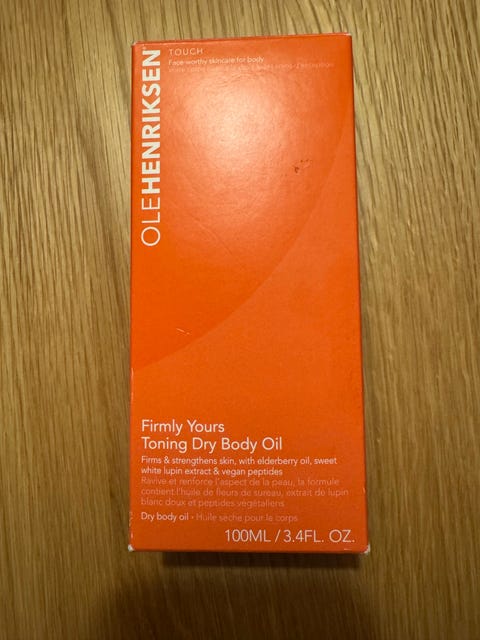 OLEHENRIKSEN
TOUCH
Face-worthy skincare for body
Firmly Yours
Toning Dry Body Oil
Firms & strengthens skin, with elderberry oil, sweet
white lupin extract & vegan peptides
Ravive et renforce l'aspect de la peau, la formule
contient l'huile de fleurs de sureau, extrait de lupin
blanc doux et peptides végétaliens
Dry body oil • Huile sèche pour le corps
100ML / 3.4FL. OZ.